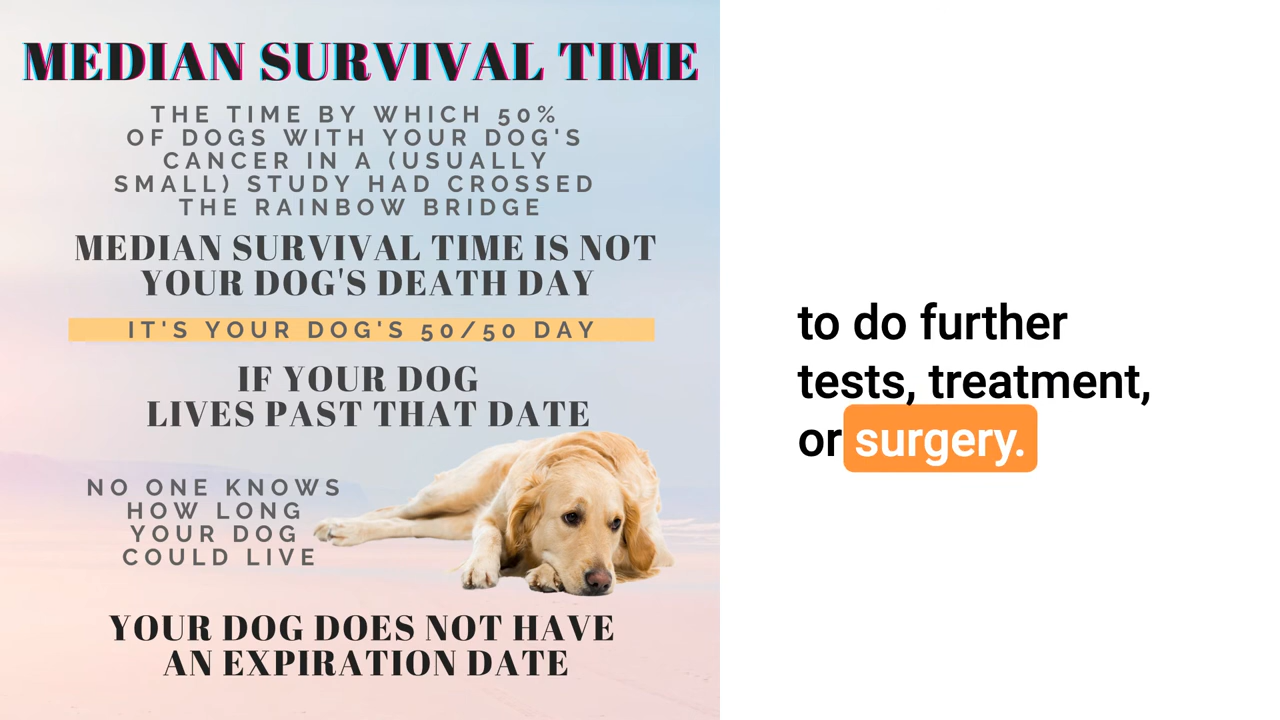 MEDIAN SURVIVAL TIME
THE TIME BY WHICH 50%
OF DOGS WITH YOUR DOG'S
CANCER IN A (USUALLY
SMALL) STUDY HAD CROSSED
THE RAINBOW BRIDGE
MEDIAN SURVIVAL TIME IS NOT
YOUR DOG'S DEATH DAY
IT'S YOUR DOG'S 50/50 DAY
IF YOUR DOG
LIVES PAST THAT DATE
NO ONE KNOWS
HOW LONG
YOUR DOG
COULD LIVE
YOUR DOG DOES NOT HAVE
AN EXPIRATION DATE
to do further
tests, treatment,
or surgery.